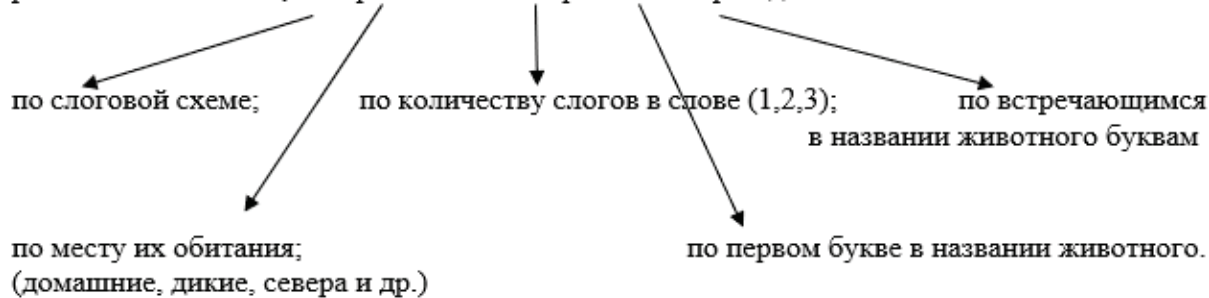 по слоговой схеме; по количеству слогов в слове (1,2,3); по встречающимся
в названии животного буквам
по месту их обитания; по первом букве в названии животного.
(домашние, дикие, севера и др.)